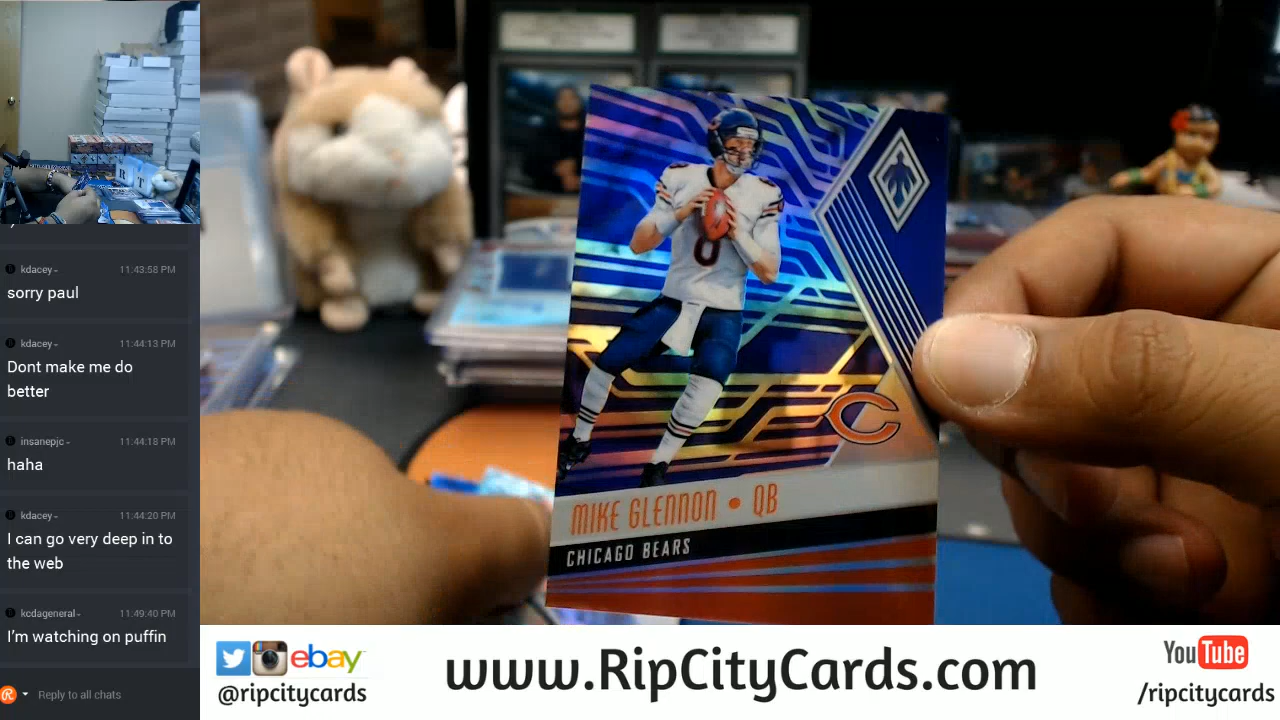 kdacey-
11:43:58 PM
sorry paul
kdacey-
11:44:13 PM
Dont make me do
better
insanepjc-
11:44:18 PM
haha
kdacey-
11:44:20 PM
I can go very deep in to
the web
kcdageneral-
11:49:40 PM
I'm watching on puffin
Reply to all chats
8
MIKE GLENNON • QB
CHICAGO BEARS
C
ebay
@ripcitycards
www.RipCityCards.com
YouTube
/ripcitycards
R T